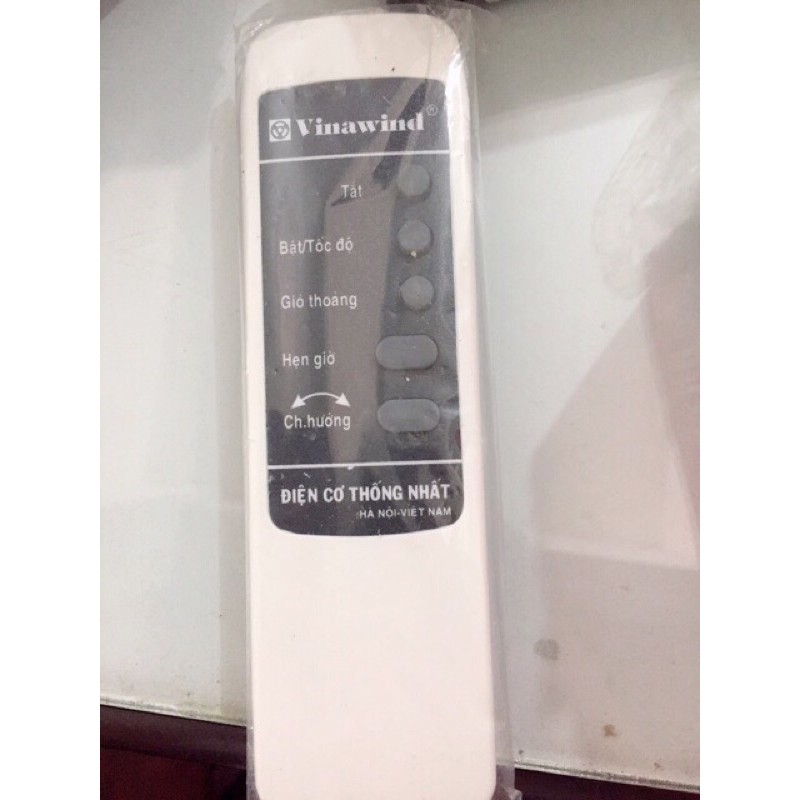 Vinawind®
Tắt
Bật/Tốc độ
Gió thoảng
Hẹn giờ
Ch.hướng
ĐIỆN CƠ THỐNG NHẤT
HÀ NỘI-VIỆT NAM